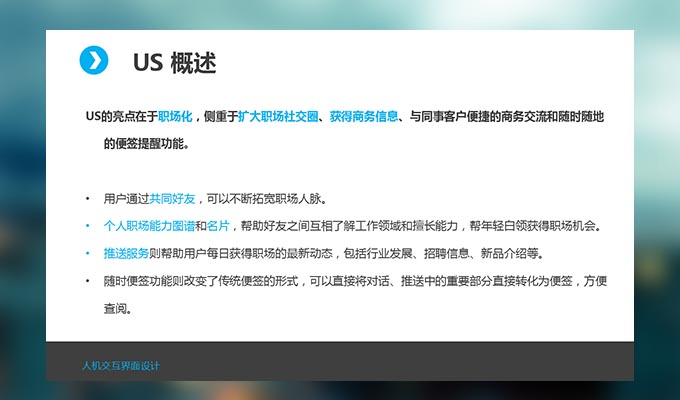 US 概述
US的亮点在于职场化，侧重于扩大职场社交圈、获得商务信息、与同事客户便捷的商务交流和随时随地
的便签提醒功能。
• 用户通过共同好友，可以不断拓宽职场人脉。
• 个人职场能力图谱和名片，帮助好友之间互相了解工作领域和擅长能力，帮年轻白领获得职场机会。
• 推送服务则帮助用户每日获得职场的最新动态，包括行业发展、招聘信息、新品介绍等。
• 随时便签功能则改变了传统便签的形式，可以直接将对话、推送中的重要部分直接转化为便签，方便
查阅。
人机交互界面设计